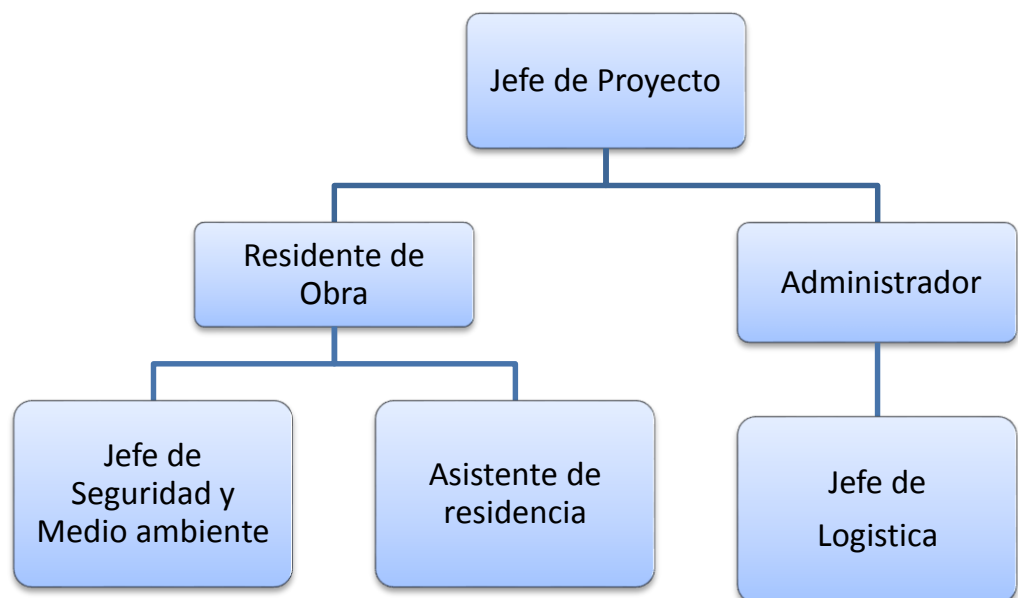 Jefe de Proyecto
Residente de
Obra
Administrador
Jefe de
Seguridad y
Medio ambiente
Asistente de
residencia
Jefe de
Logistica